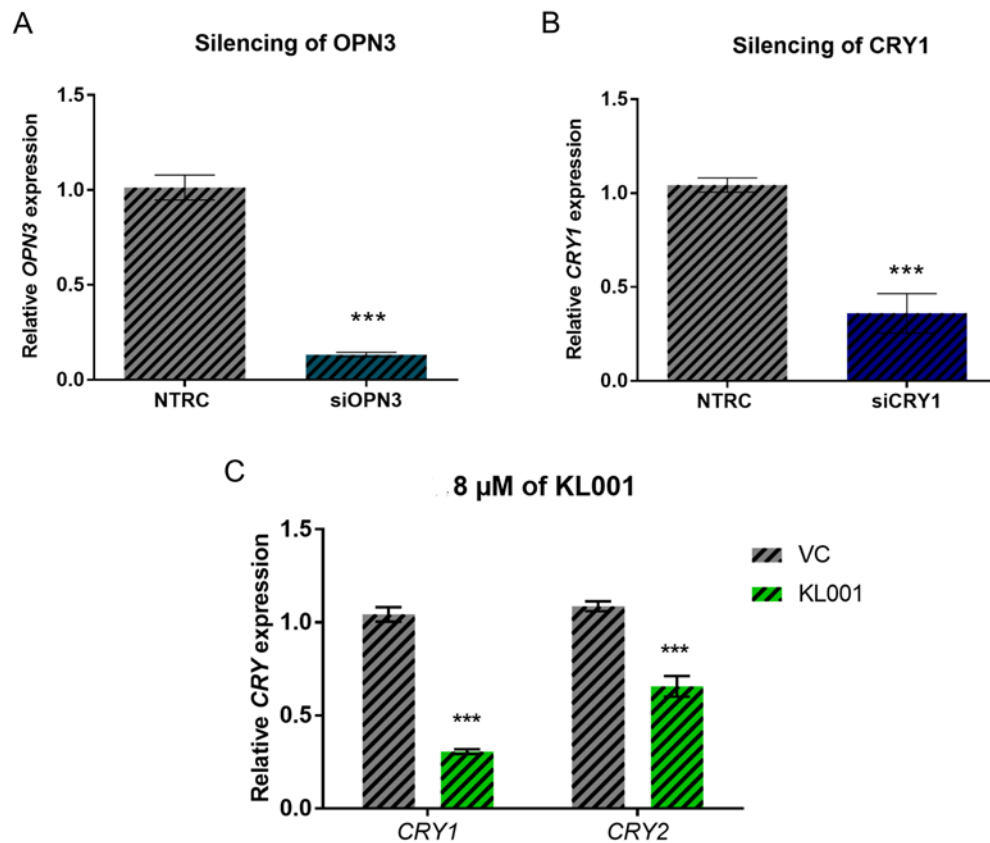 A
Silencing of OPN3
Relative OPN3 expression
1.5
1.0
0.5
0.0
***
NTRC
siOPN3
B
Silencing of CRY1
Relative CRY1 expression
1.5
1.0
0.5
0.0
***
NTRC
siCRY1
C
8 µM of KL001
Relative CRY expression
1.5
1.0
0.5
0.0
***
***
CRY1
CRY2
VC
KL001